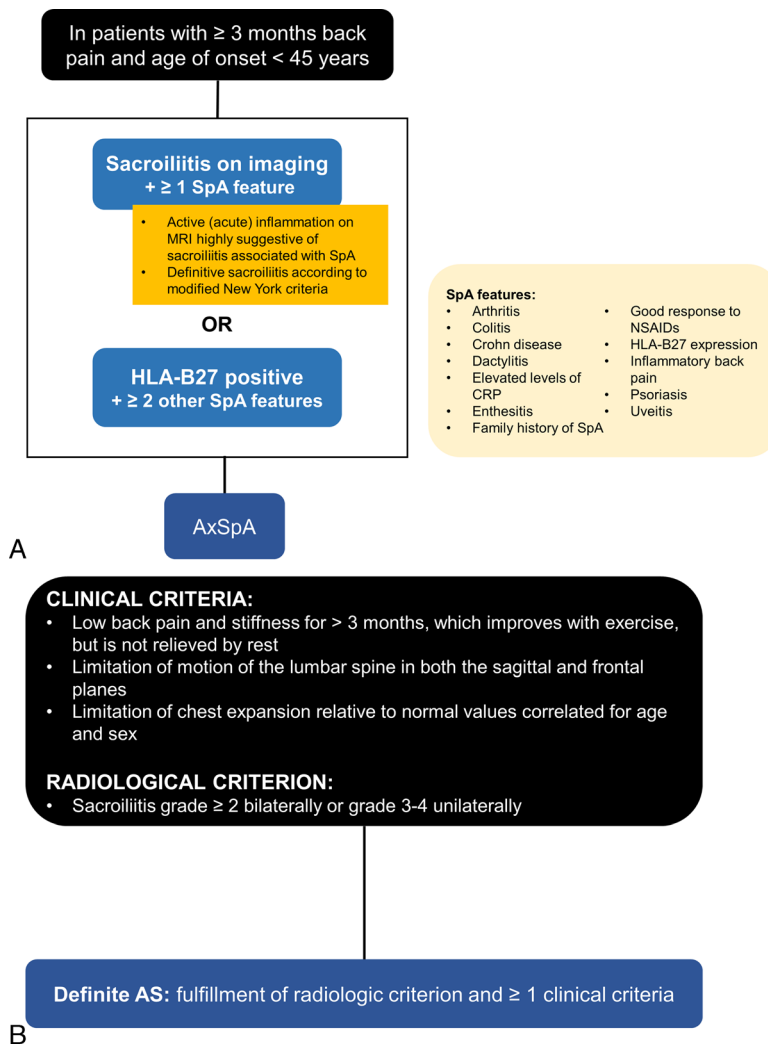 In patients with ≥ 3 months back
pain and age of onset < 45 years
Sacroiliitis on imaging
+ ≥ 1 SpA feature
• Active (acute) inflammation on
MRI highly suggestive of
sacroiliitis associated with SpA
• Definitive sacroiliitis according to
modified New York criteria
OR
HLA-B27 positive
+ ≥ 2 other SpA features
AxSpA
SpA features:
• Arthritis
• Colitis
• Crohn disease
• Dactylitis
• Elevated levels of
CRP
• Enthesitis
• Family history of SpA
• Good response to
NSAIDs
• HLA-B27 expression
• Inflammatory back
pain
• Psoriasis
• Uveitis
A
CLINICAL CRITERIA:
• Low back pain and stiffness for > 3 months, which improves with exercise,
but is not relieved by rest
• Limitation of motion of the lumbar spine in both the sagittal and frontal
planes
• Limitation of chest expansion relative to normal values correlated for age
and sex
RADIOLOGICAL CRITERION:
• Sacroiliitis grade ≥ 2 bilaterally or grade 3-4 unilaterally
Definite AS: fulfillment of radiologic criterion and ≥ 1 clinical criteria
B